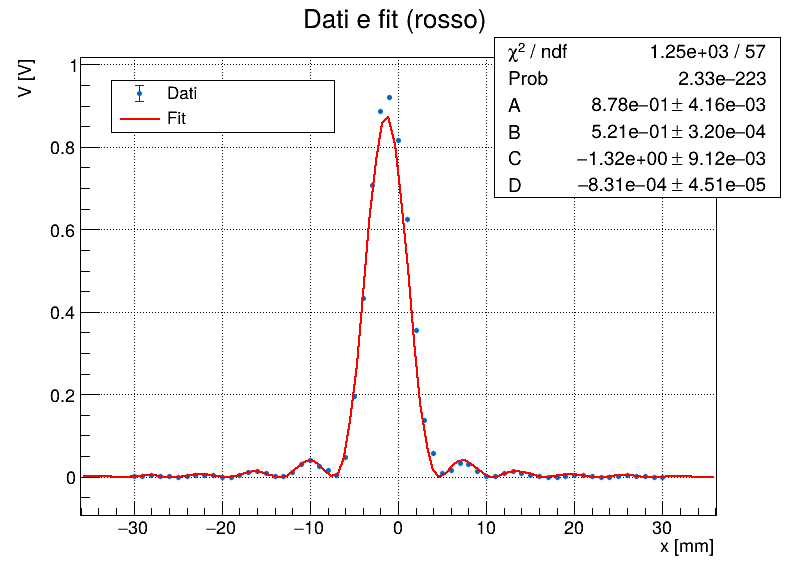 Dati e fit (rosso)
χ² / ndf 1.25e+03 / 57
Prob 2.33e–223
A 8.78e–01 ± 4.16e–03
B 5.21e–01 ± 3.20e–04
C −1.32e+00 ± 9.12e–03
D −8.31e–04 ± 4.51e–05
V [V]
Dati
Fit
1
0.8
0.6
0.4
0.2
0
−30 −20 −10 0 10 20 30
x [mm]